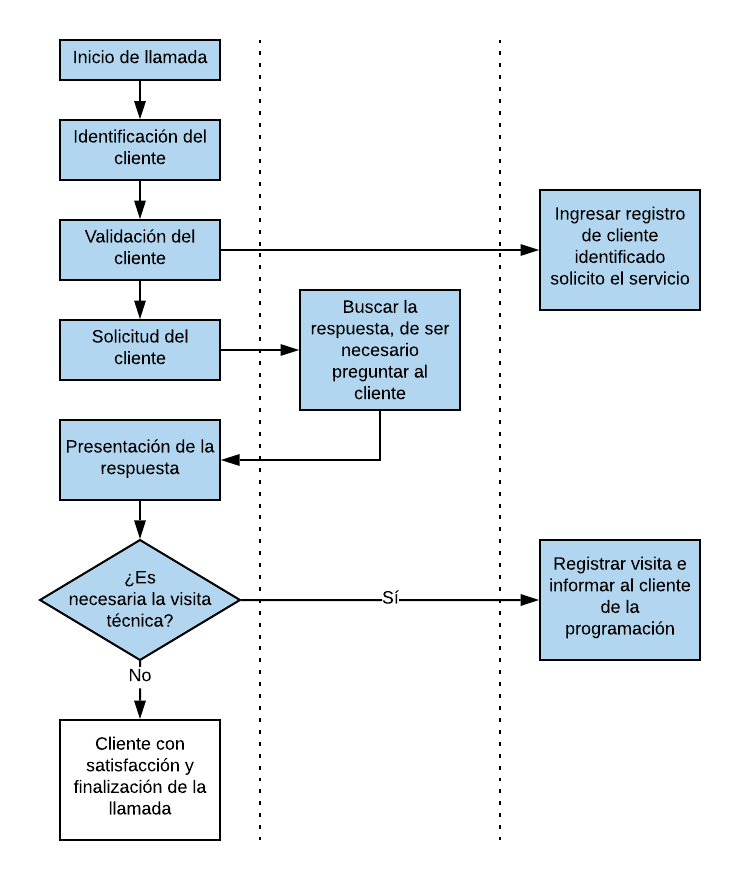 Inicio de llamada
Identificación del
cliente
Validación del
cliente
Ingresar registro
de cliente
identificado
solicito el servicio
Solicitud del
cliente
Buscar la
respuesta, de ser
necesario
preguntar al
cliente
Presentación de la
respuesta
¿Es
necesaria la visita
técnica?
Sí
Registrar visita e
informar al cliente
de la
programación
No
Cliente con
satisfacción y
finalización de la
llamada